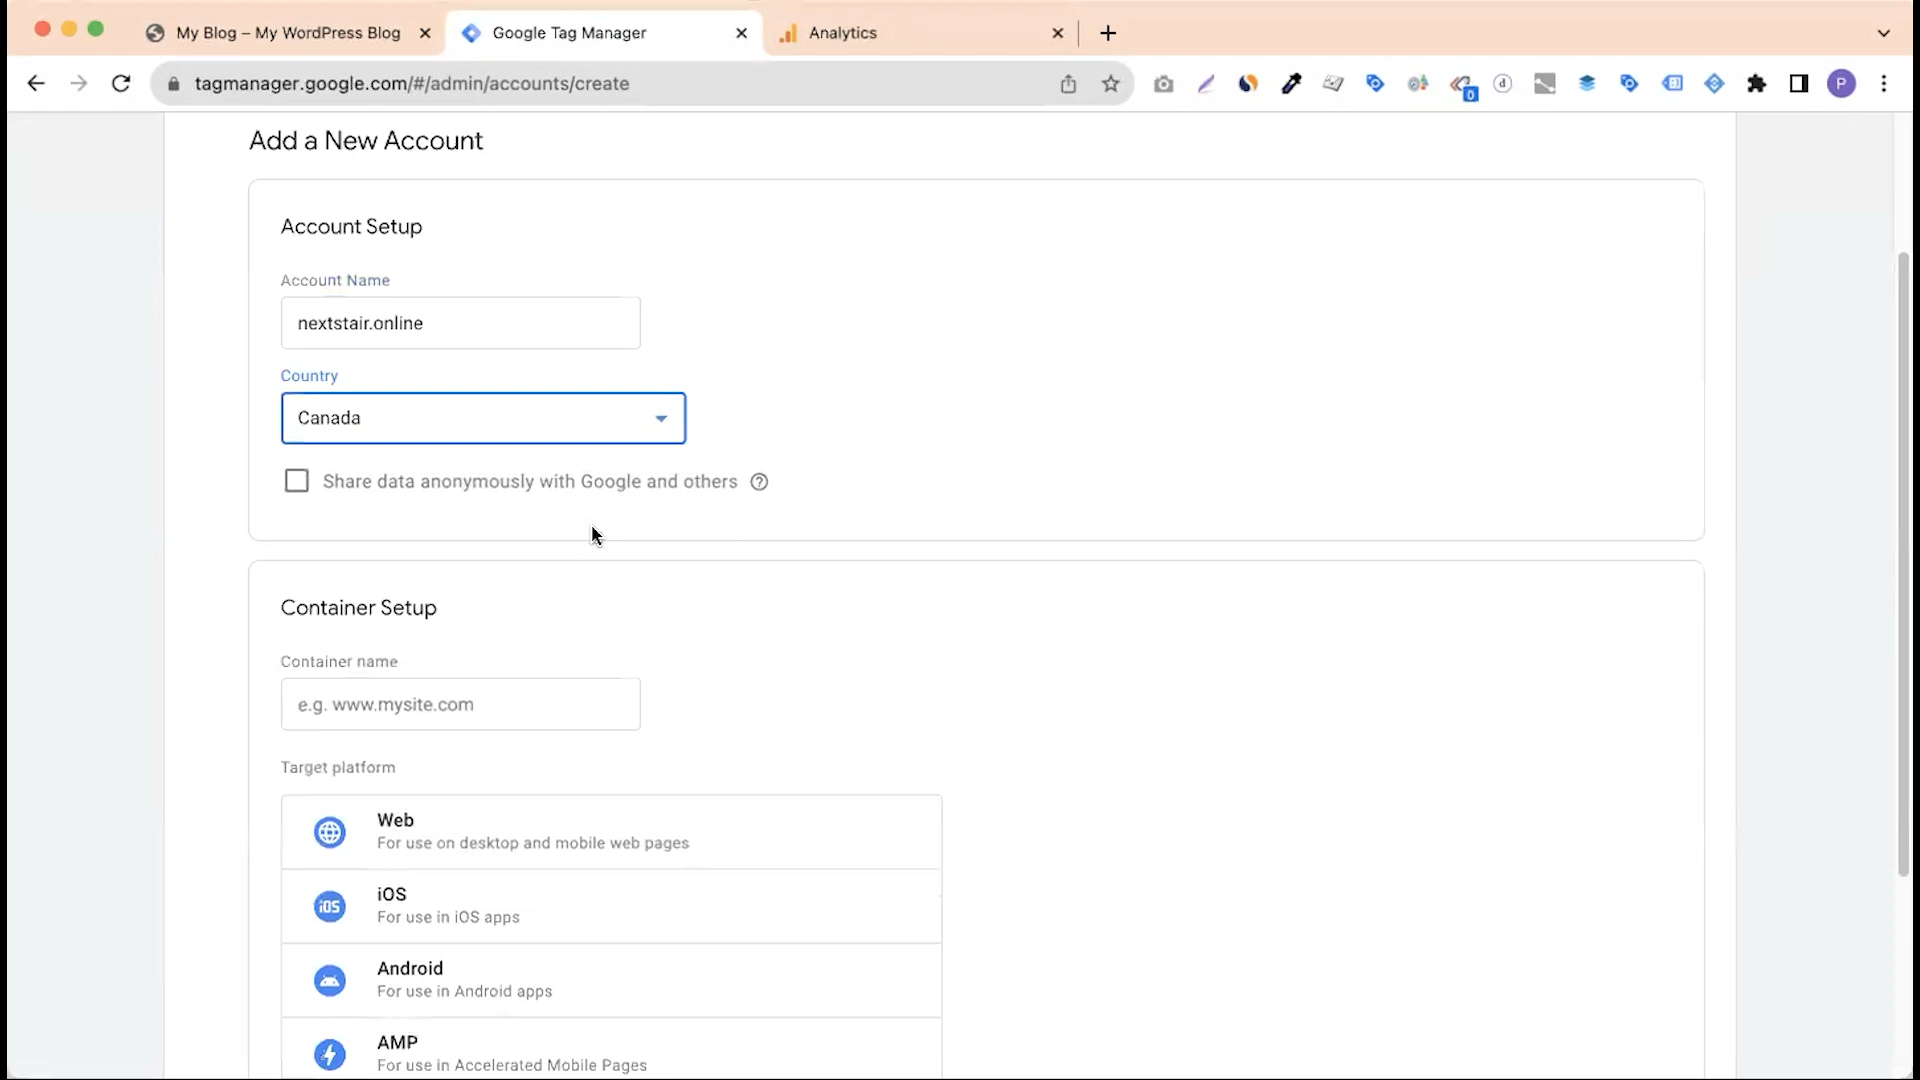 My Blog – My WordPress Blog
Google Tag Manager
Analytics
tagmanager.google.com/#/admin/accounts/create
0
d
P
Add a New Account
Account Setup
Account Name
nextstair.online
Country
Canada
Share data anonymously with Google and others
Container Setup
Container name
e.g. www.mysite.com
Target platform
Web
For use on desktop and mobile web pages
iOS
iOS
For use in iOS apps
Android
For use in Android apps
AMP
For use in Accelerated Mobile Pages